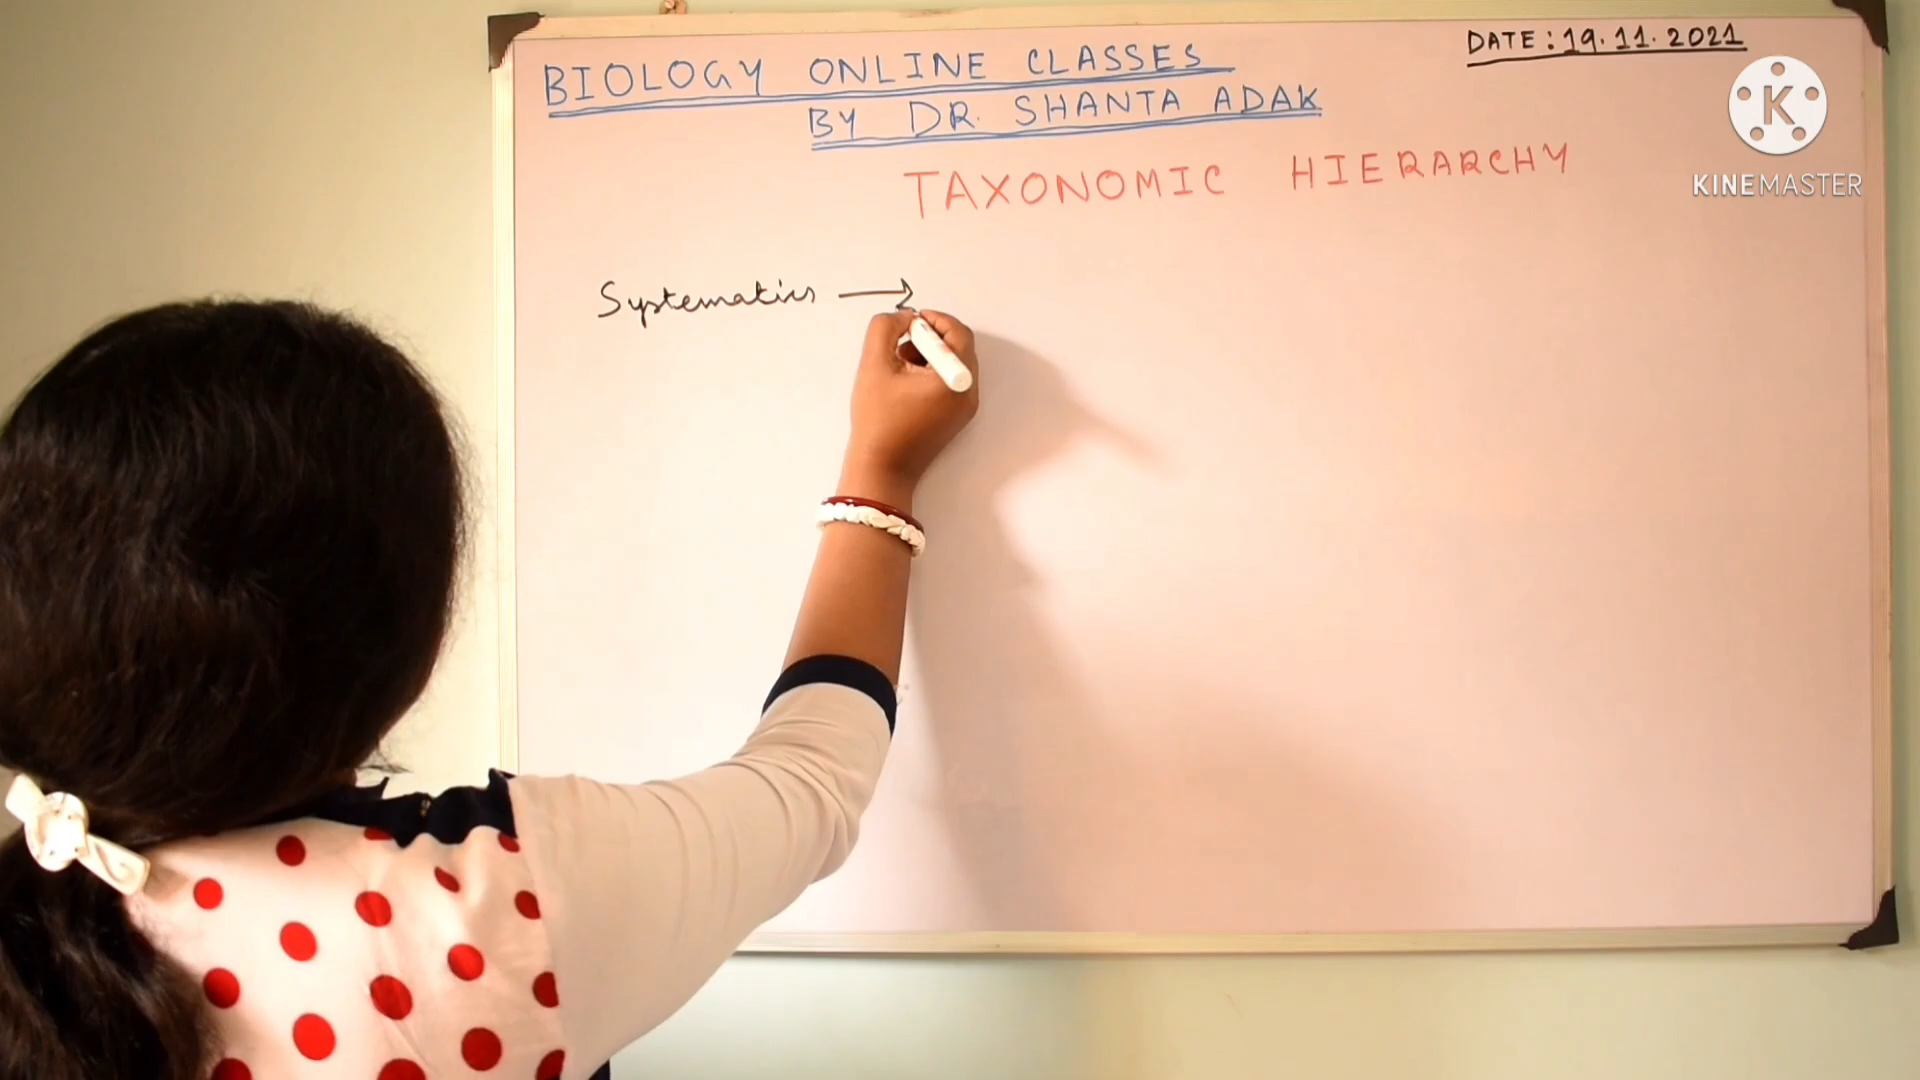 BIOLOGY ONLINE CLASSES
BY DR. SHANTA ADAK
DATE: 19.11.2021
KINEMASTER
TAXONOMIC HIERARCHY
Systematics →